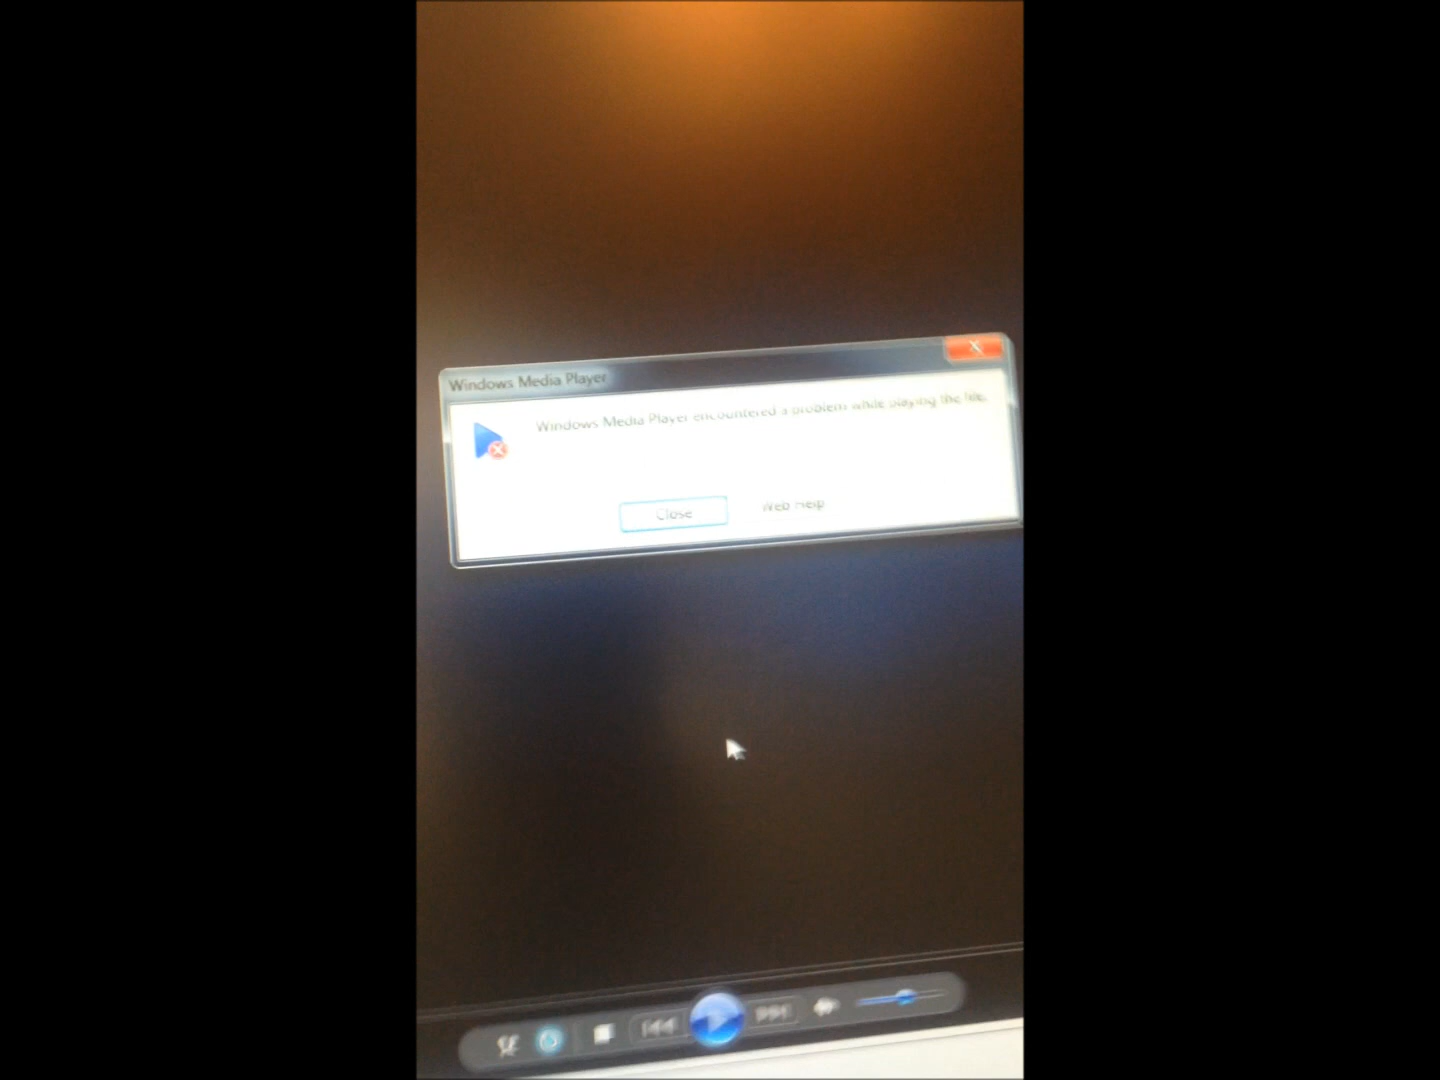 Windows Media Player
Windows Media Player encountered a problem while playing the file.
Close
Web Help